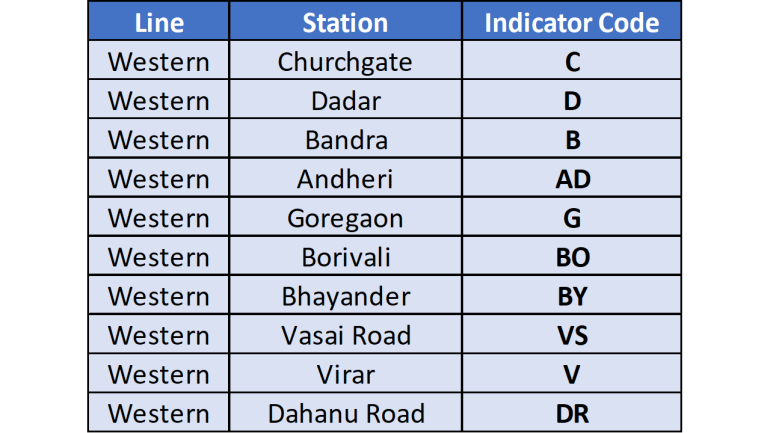 Line Station Indicator Code
Western Churchgate C
Western Dadar D
Western Bandra B
Western Andheri AD
Western Goregaon G
Western Borivali BO
Western Bhayander BY
Western Vasai Road VS
Western Virar V
Western Dahanu Road DR